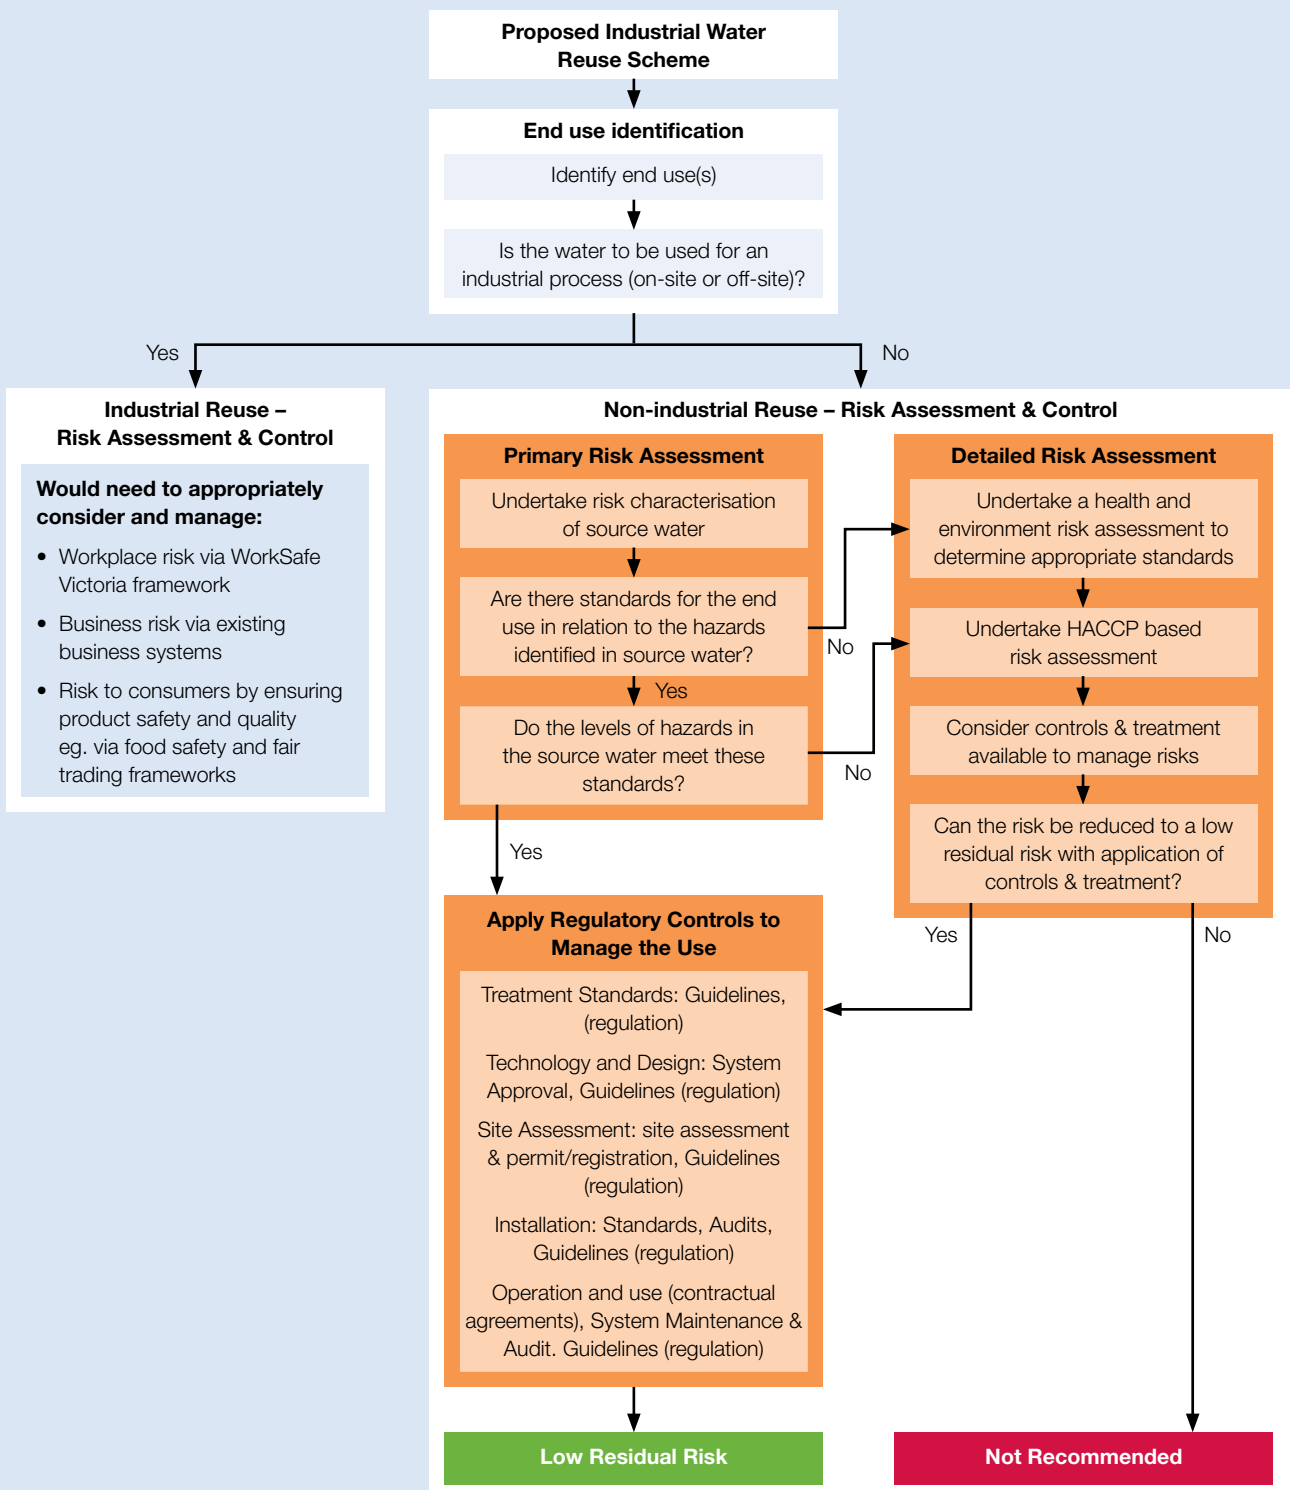 Proposed Industrial Water
Reuse Scheme
End use identification
Identify end use(s)
Is the water to be used for an
industrial process (on-site or off-site)?
Yes
No
Industrial Reuse –
Risk Assessment & Control
Would need to appropriately
consider and manage:
• Workplace risk via WorkSafe
Victoria framework
• Business risk via existing
business systems
• Risk to consumers by ensuring
product safety and quality
eg. via food safety and fair
trading frameworks
Non-industrial Reuse – Risk Assessment & Control
Primary Risk Assessment
Undertake risk characterisation
of source water
Are there standards for the end
use in relation to the hazards
identified in source water?
No
Yes
Do the levels of hazards in
the source water meet these
standards?
No
Yes
Detailed Risk Assessment
Undertake a health and
environment risk assessment to
determine appropriate standards
Undertake HACCP based
risk assessment
Consider controls & treatment
available to manage risks
Can the risk be reduced to a low
residual risk with application of
controls & treatment?
Yes
No
Apply Regulatory Controls to
Manage the Use
Treatment Standards: Guidelines,
(regulation)
Technology and Design: System
Approval, Guidelines (regulation)
Site Assessment: site assessment
& permit/registration, Guidelines
(regulation)
Installation: Standards, Audits,
Guidelines (regulation)
Operation and use (contractual
agreements), System Maintenance &
Audit. Guidelines (regulation)
Low Residual Risk
Not Recommended